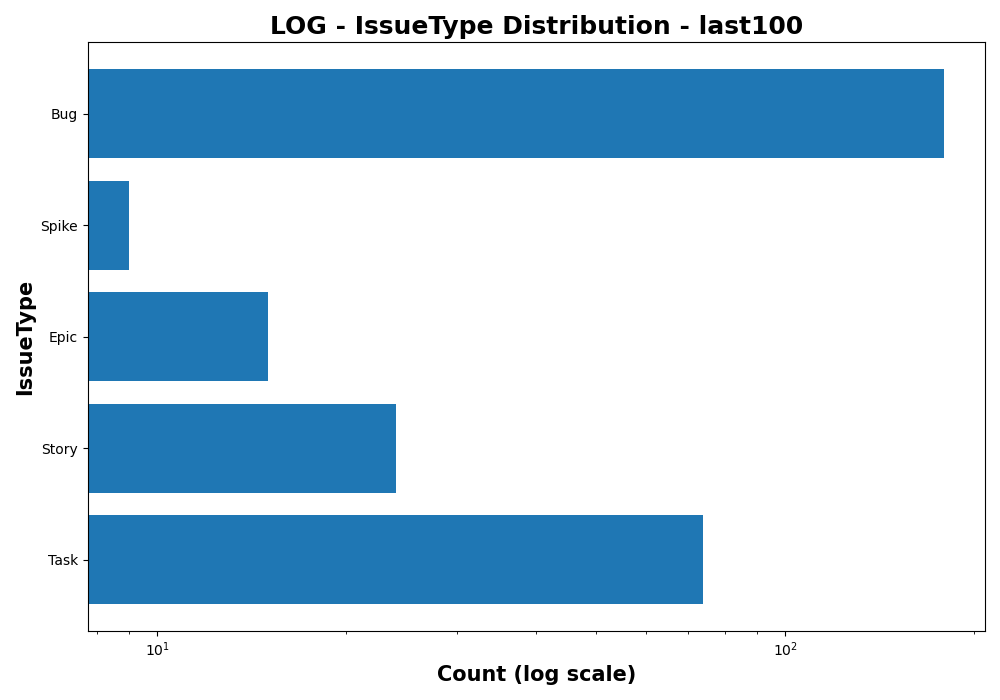 LOG - IssueType Distribution - last100
IssueType
Bug
Spike
Epic
Story
Task
10¹ 10²
Count (log scale)